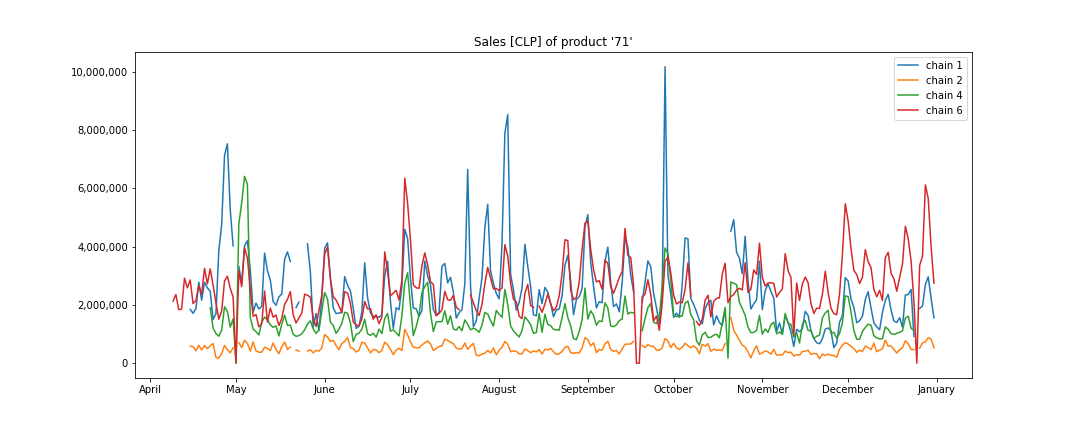 Sales [CLP] of product '71'
chain 1
chain 2
chain 4
chain 6
10,000,000
8,000,000
6,000,000
4,000,000
2,000,000
0
April May June July August September October November December January